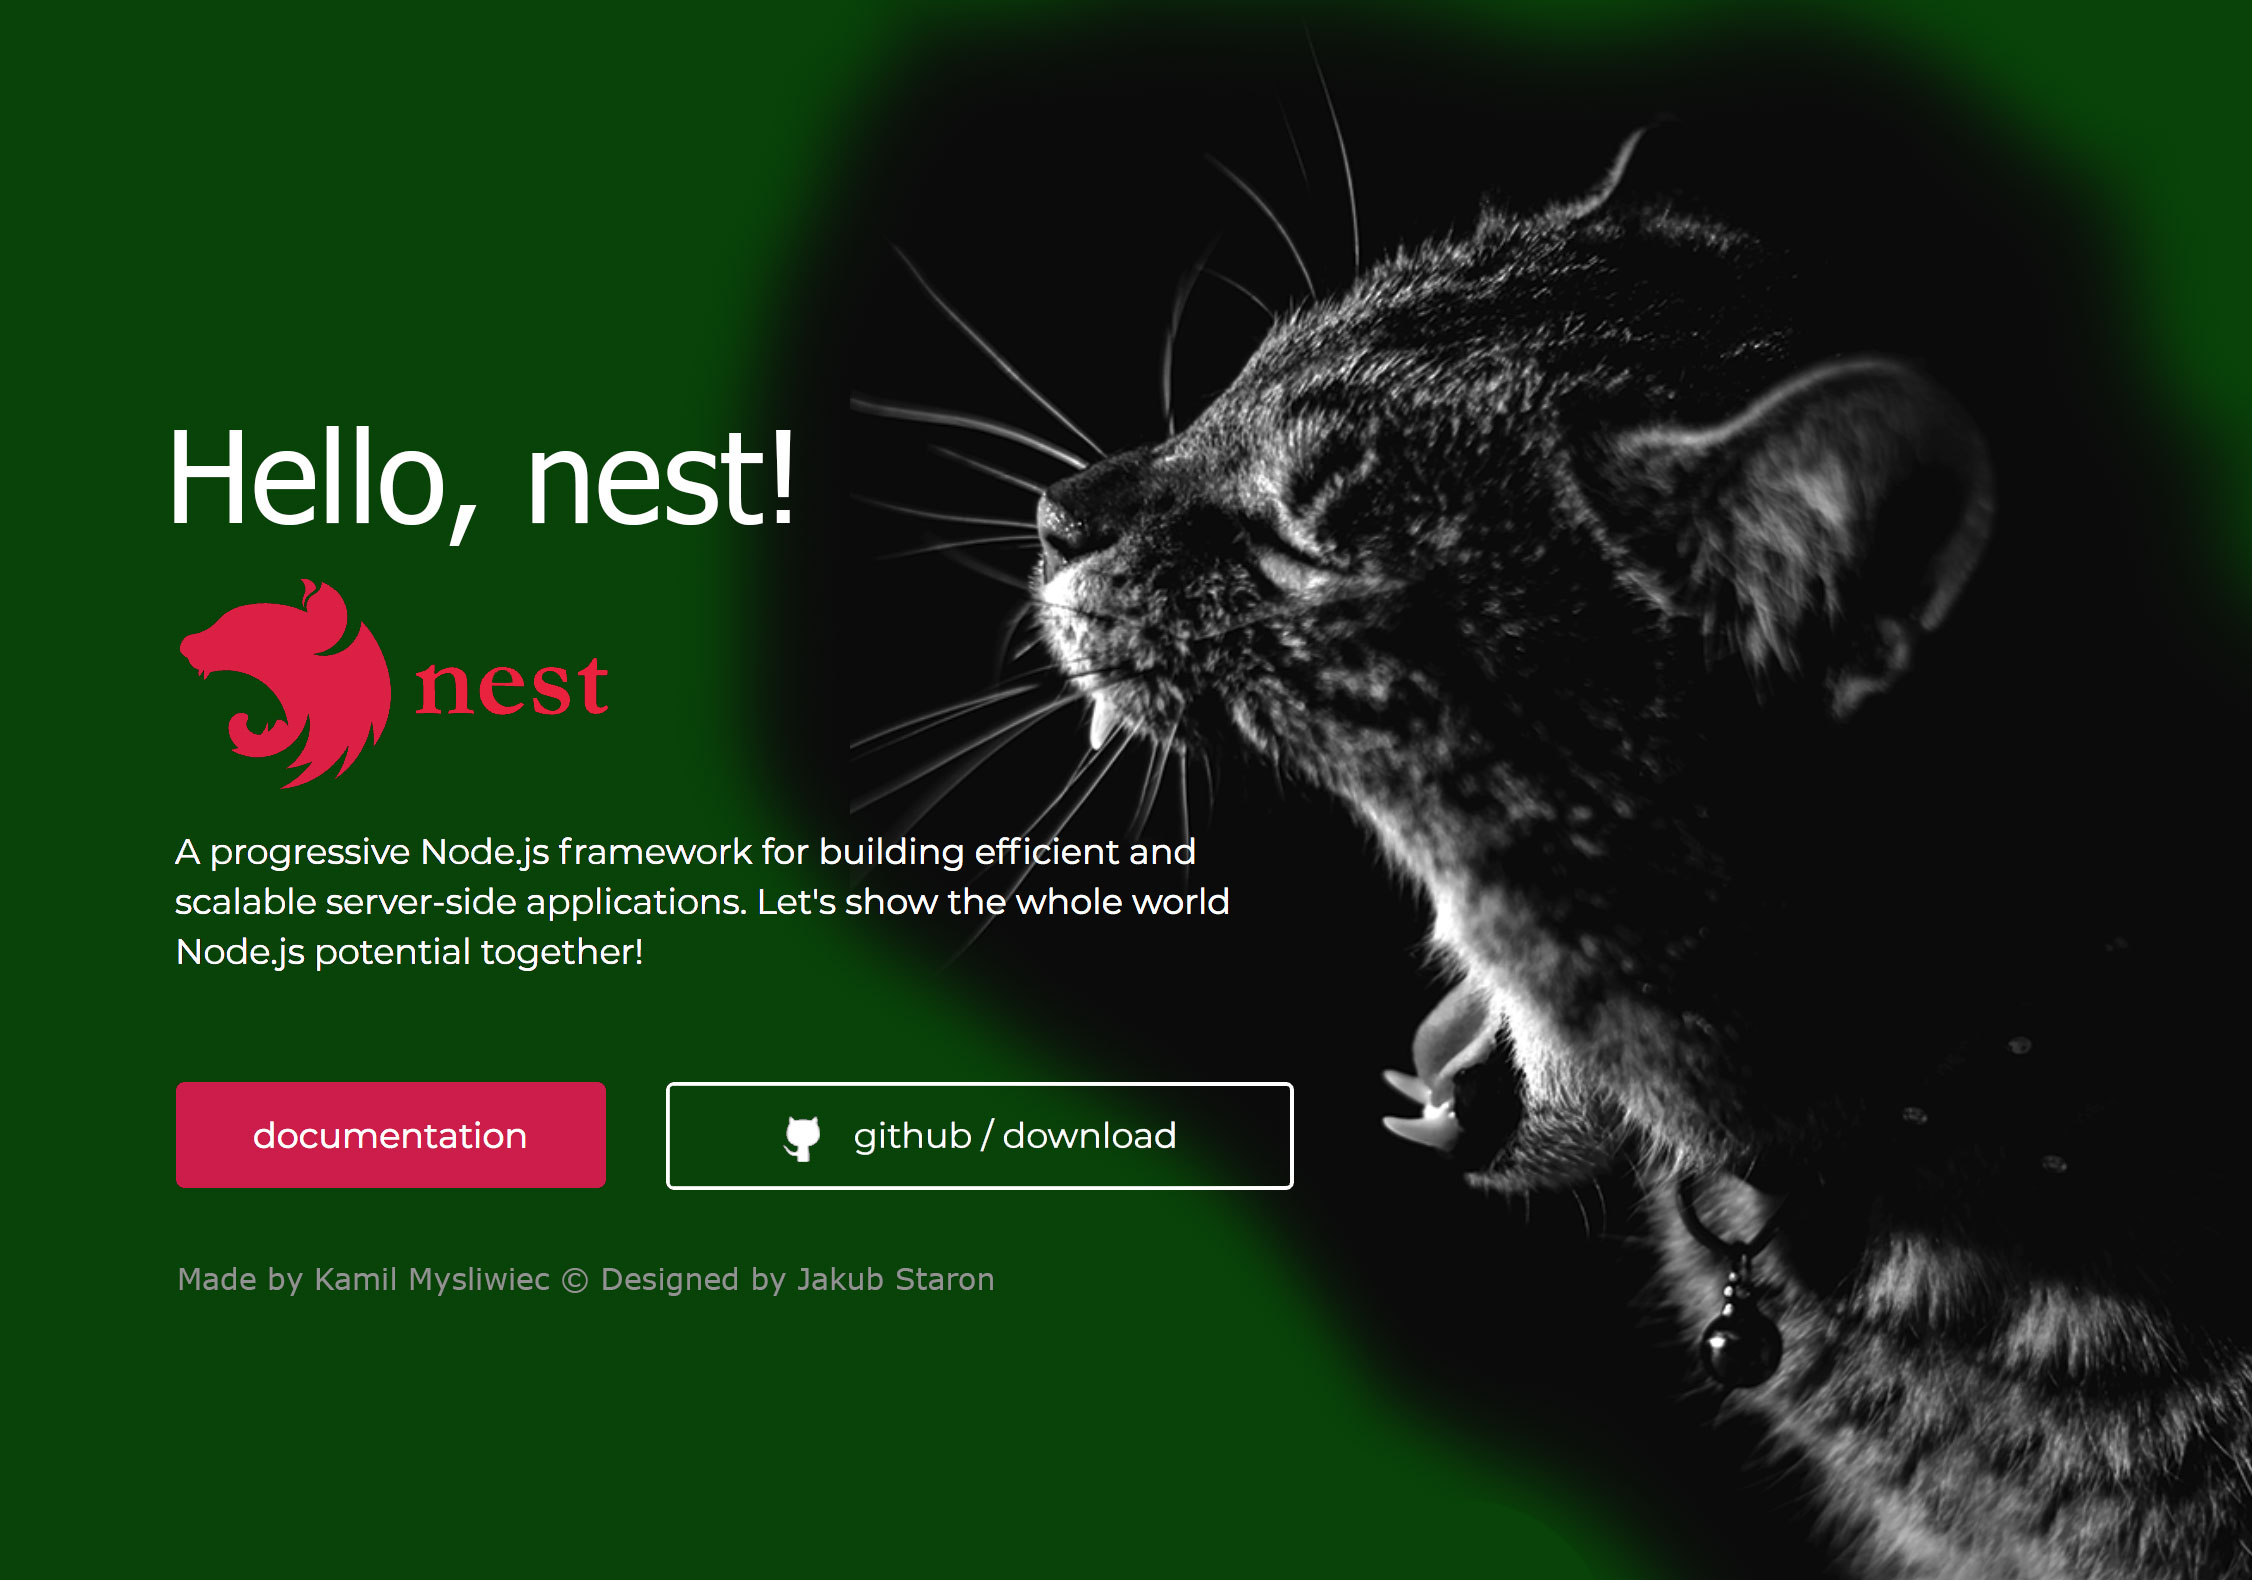 Hello, nest!
nest
A progressive Node.js framework for building efficient and
scalable server-side applications. Let's show the whole world
Node.js potential together!
documentation
github / download
Made by Kamil Mysliwiec © Designed by Jakub Staron